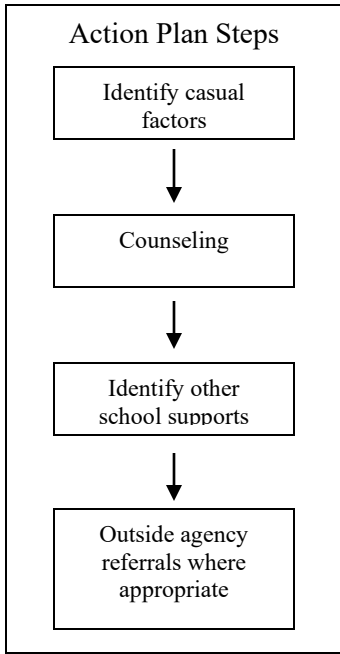 Action Plan Steps
Identify casual
factors
Counseling
Identify other
school supports
Outside agency
referrals where
appropriate